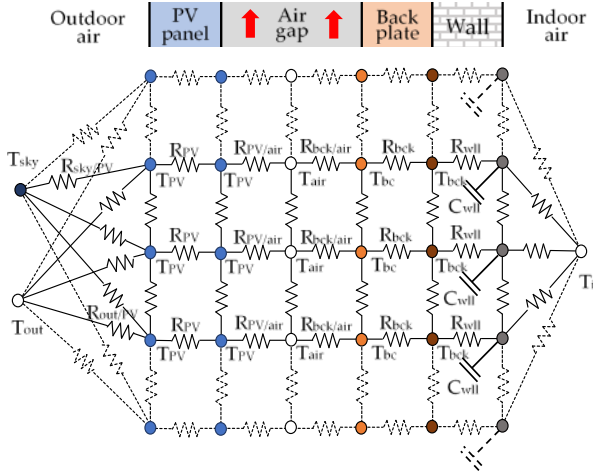 Outdoor air
PV panel
Air gap
Back plate
Wall
Indoor air
Tsky
Rsky/PV
RPV RPV/air Rbck/air Rbck Rwll
TPV TPV Tair Tbc Tbck
Cwll
RPV RPV/air Rbck/air Rbck Rwll
TPV TPV Tair Tbc Tbck
Cwll
Tout
Rout/PV
RPV RPV/air Rbck/air Rbck Rwll
TPV TPV Tair Tbc Tbck
Cwll